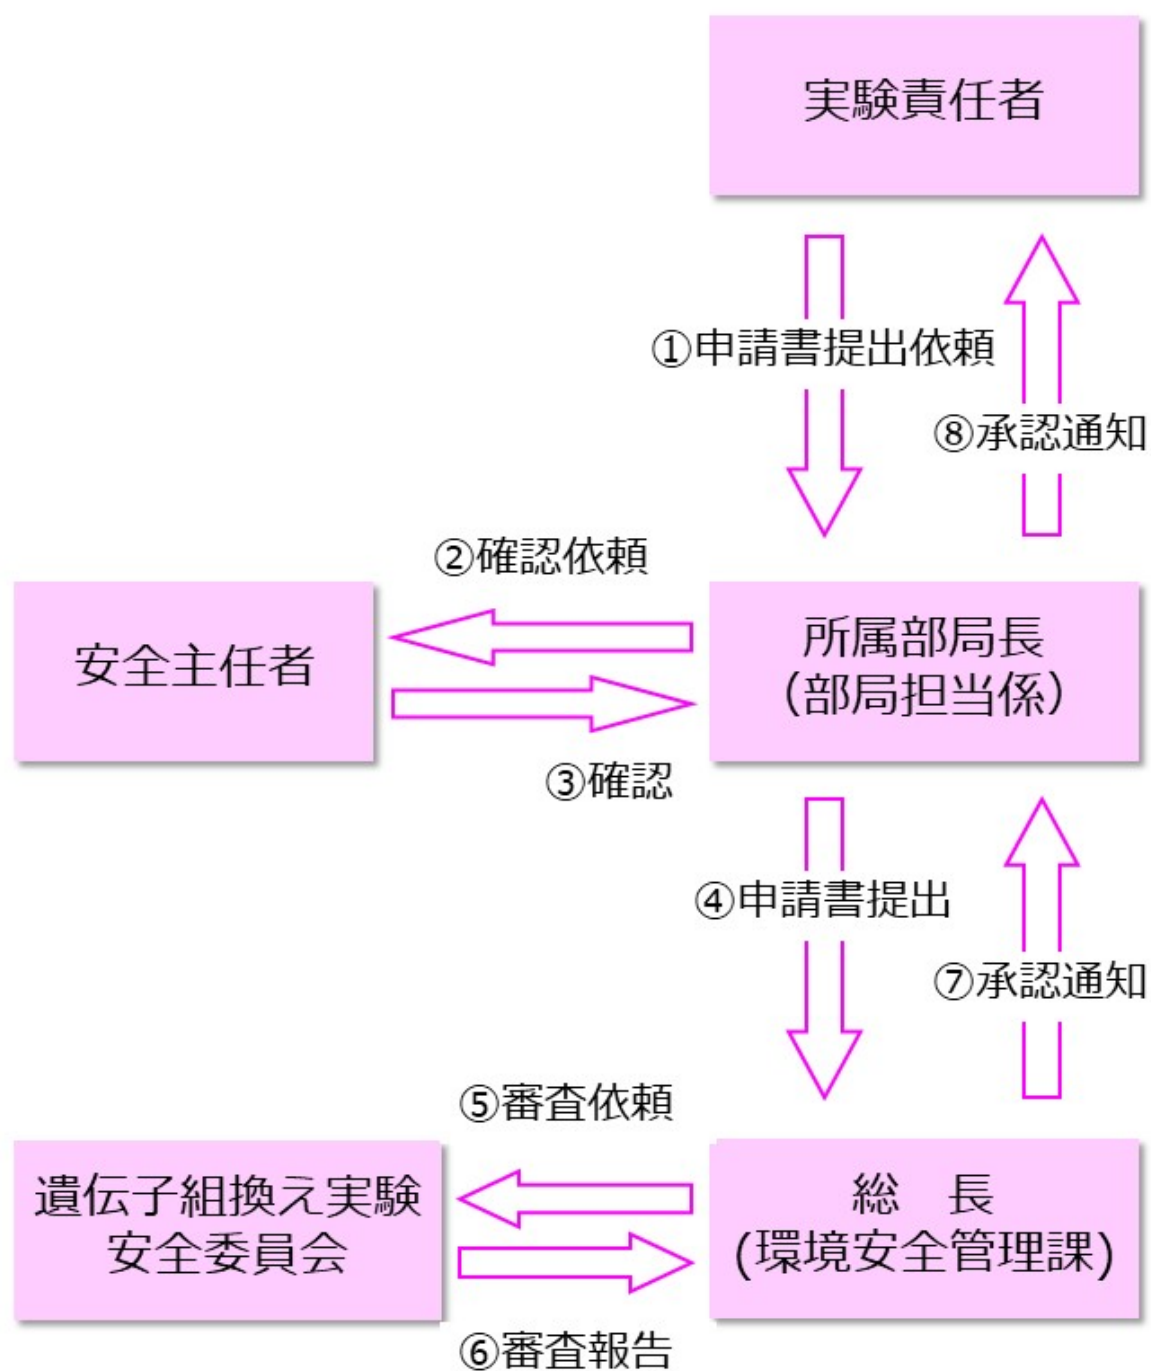 実験責任者
①申請書提出依頼
⑧承認通知
②確認依頼
安全主任者
所属部局長
（部局担当係）
③確認
④申請書提出
⑦承認通知
⑤審査依頼
遺伝子組換え実験
安全委員会
総　長
(環境安全管理課)
⑥審査報告